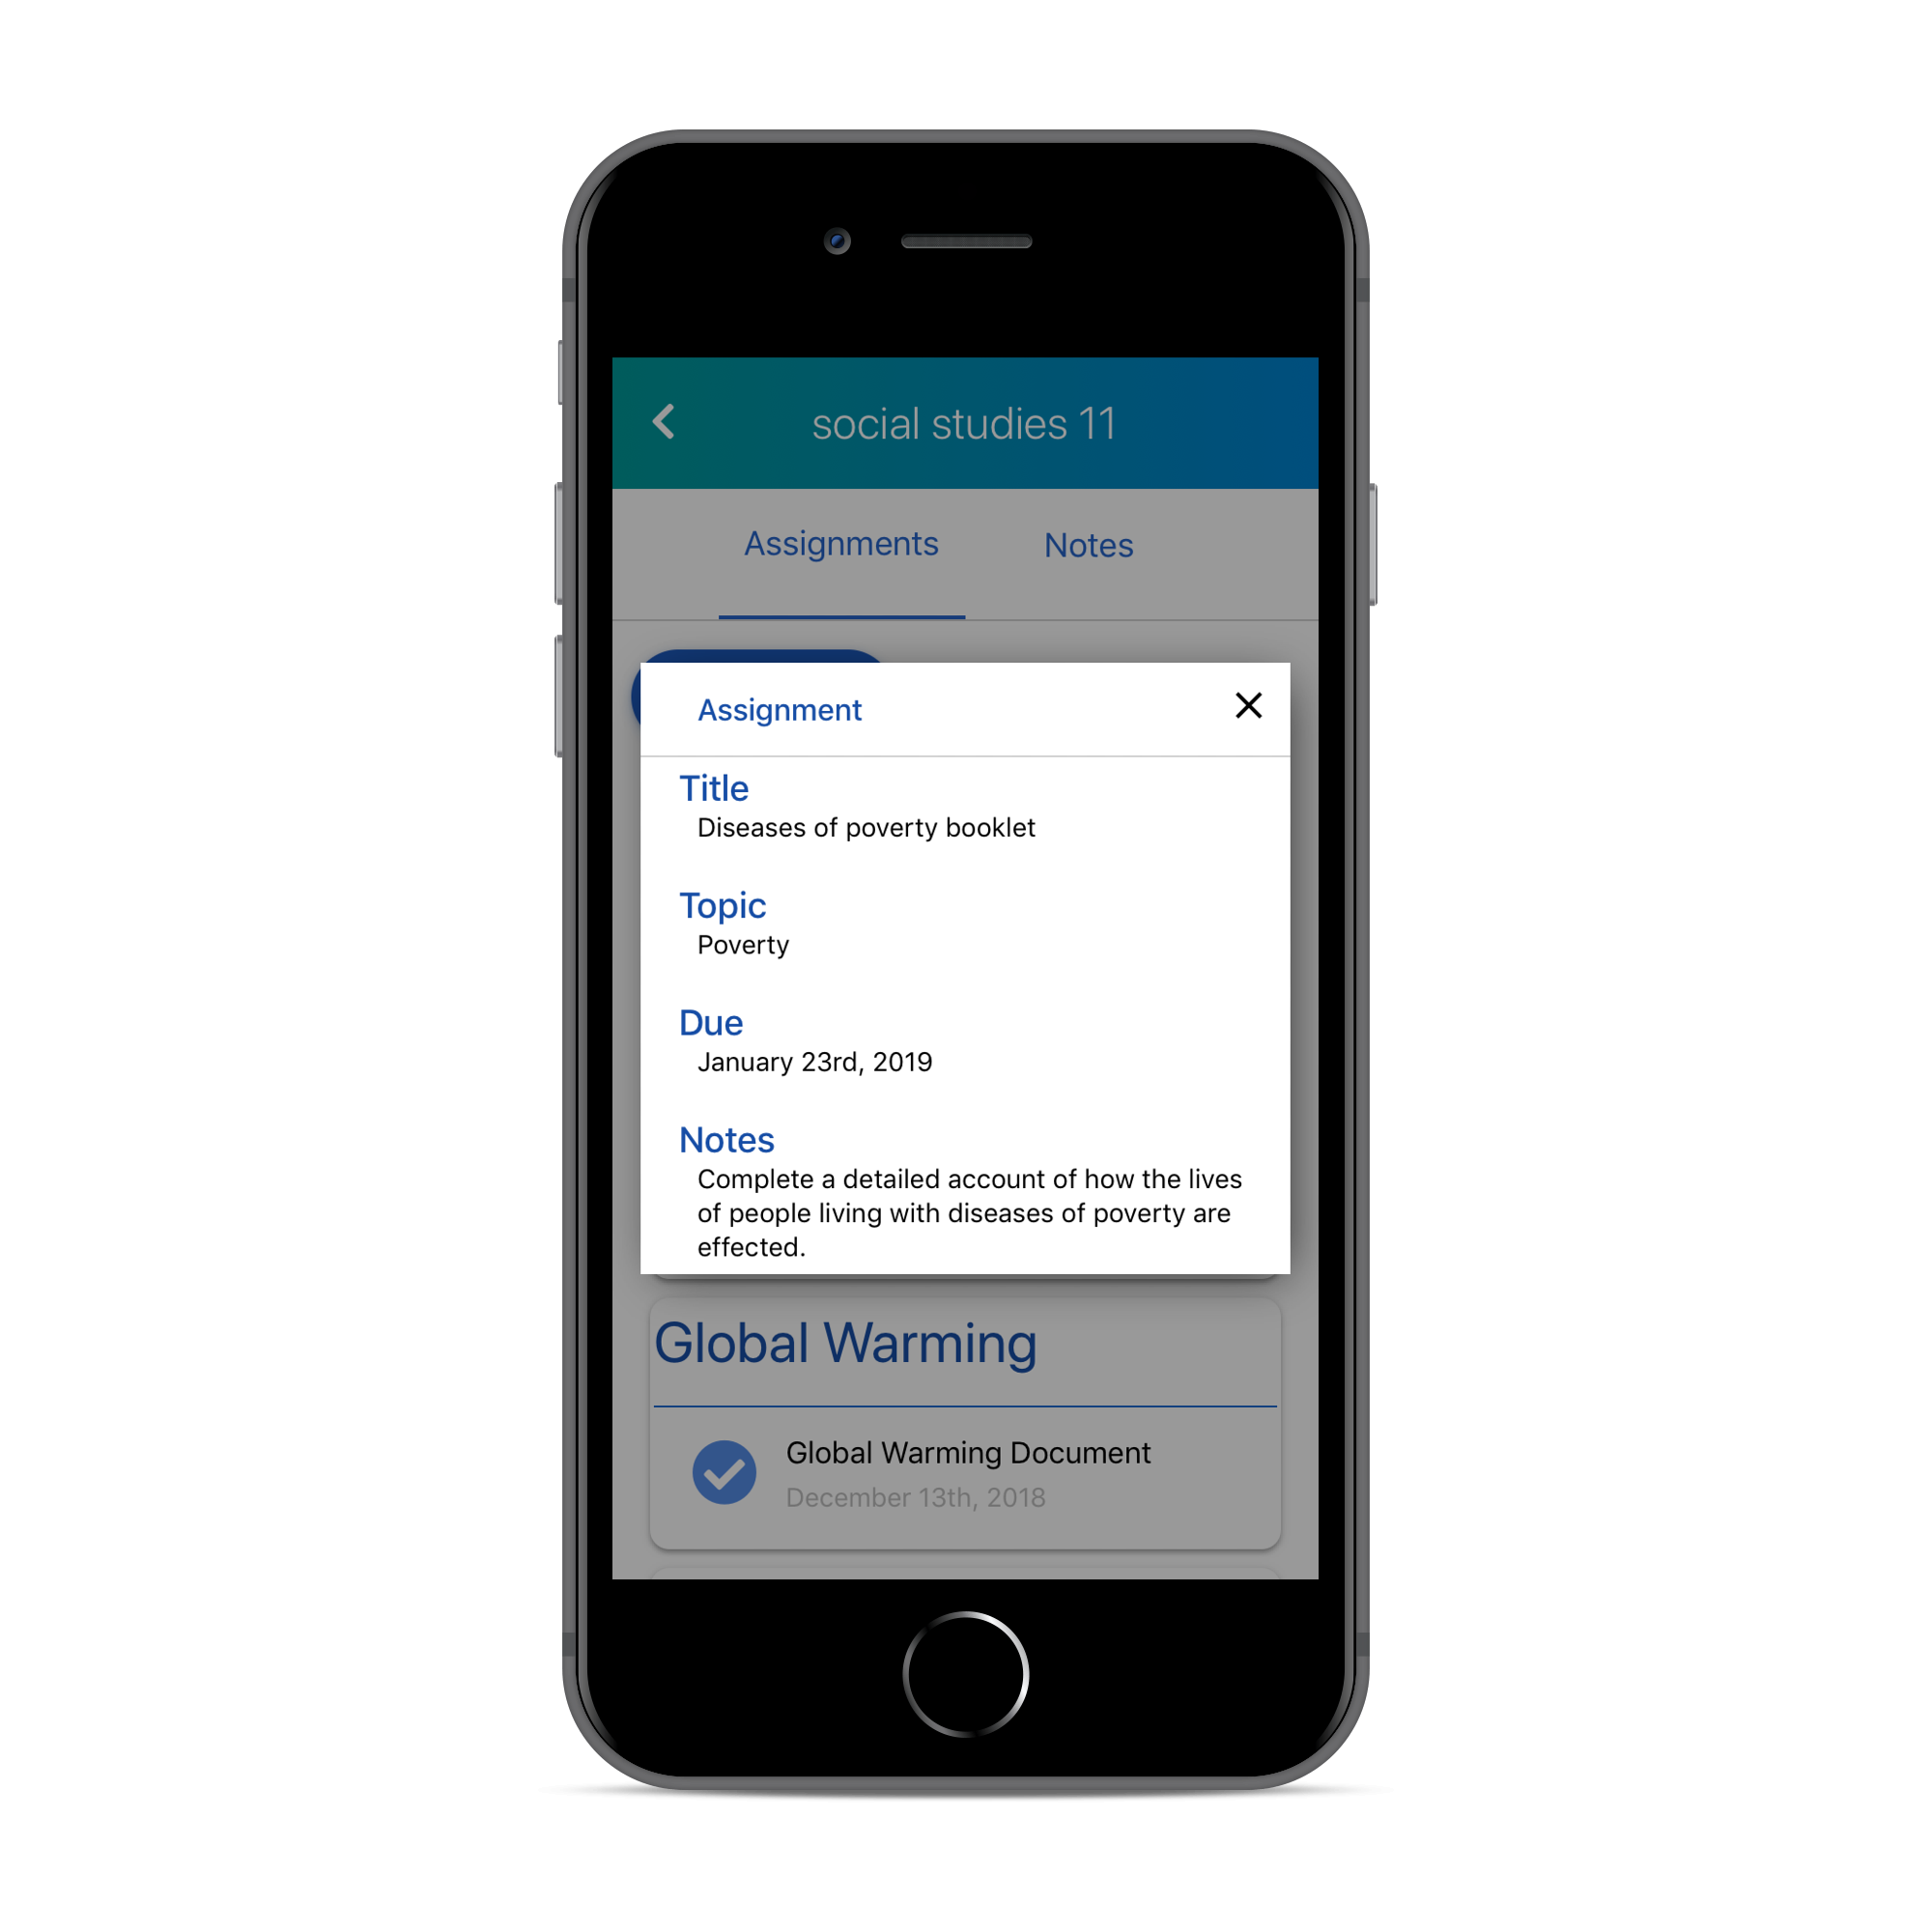 social studies 11
Assignments Notes
Assignment
Title
Diseases of poverty booklet
Topic
Poverty
Due
January 23rd, 2019
Notes
Complete a detailed account of how the lives
of people living with diseases of poverty are
effected.
Global Warming
Global Warming Document
December 13th, 2018